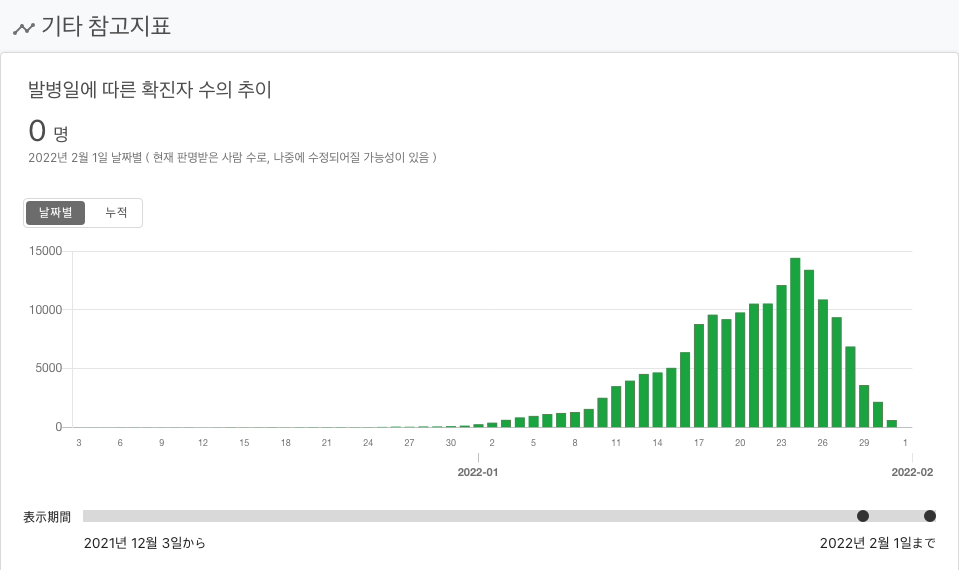 기타 참고지표
발병일에 따른 확진자 수의 추이
0 명
2022년 2월 1일 날짜별 ( 현재 판명받은 사람 수로, 나중에 수정되어질 가능성이 있음 )
날짜별 누적
15000
10000
5000
0
3 6 9 12 15 18 21 24 27 30 2 5 8 11 14 17 20 23 26 29 1
2022-01 2022-02
表示期間
2021년 12월 3일から 2022년 2월 1일まで